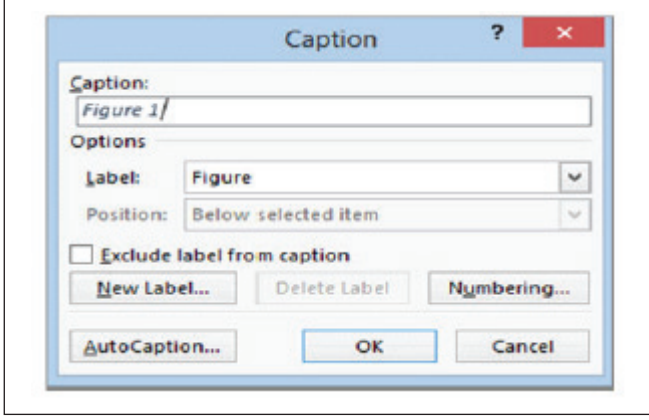 Caption ? ×
Caption:
Figure 1
Options
Label: Figure
Position: Below selected item
Exclude label from caption
New Label... Delete Label Numbering...
AutoCaption... OK Cancel